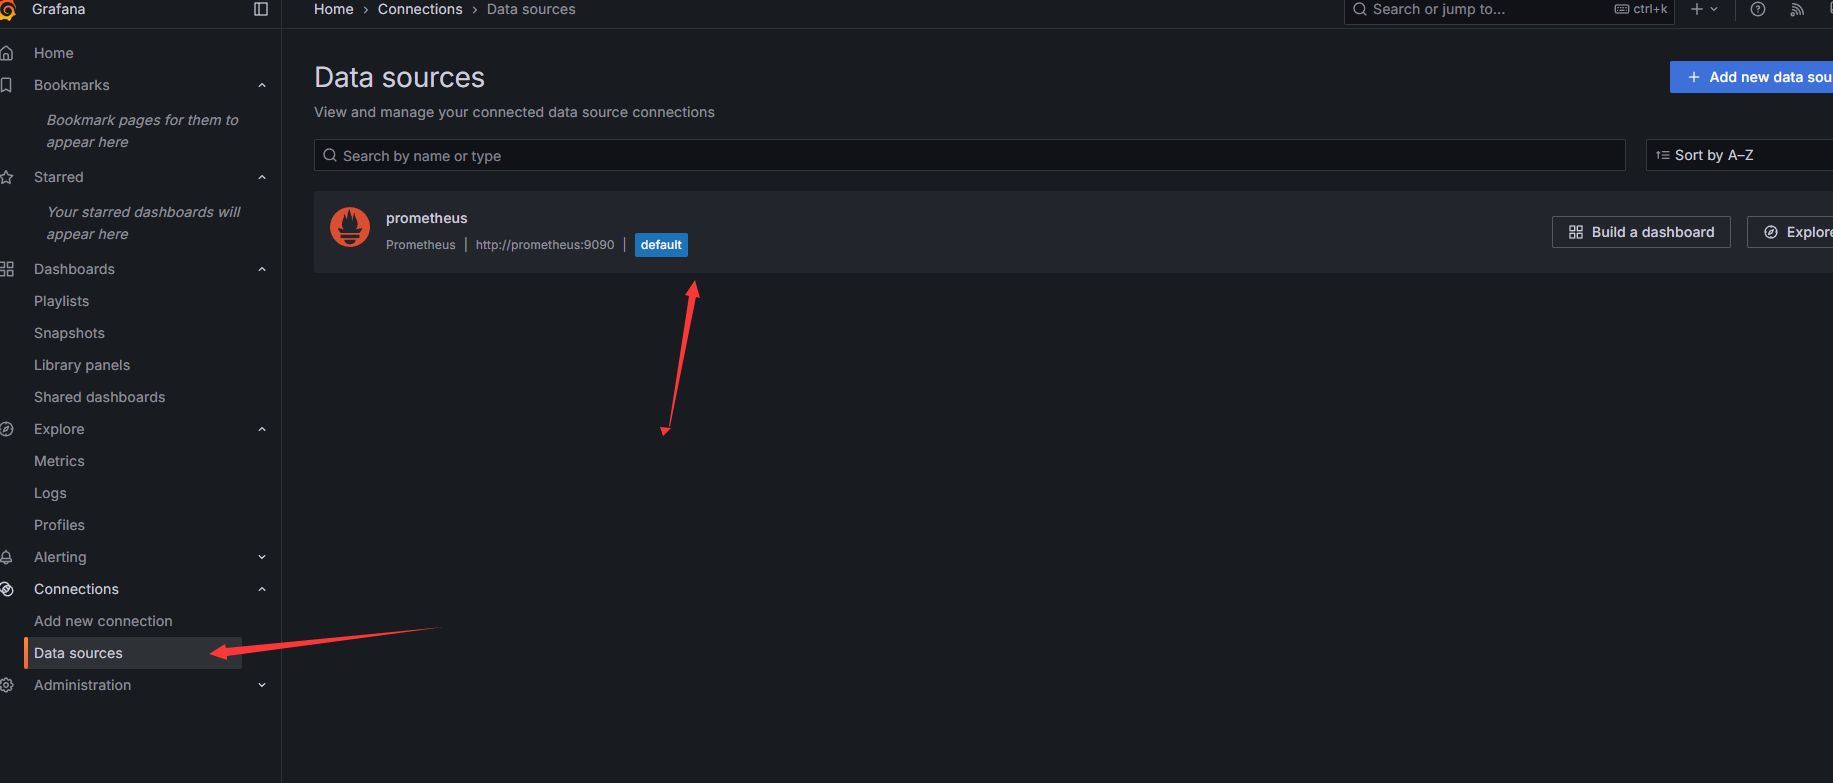 Grafana
Home › Connections › Data sources
Search or jump to...
ctrl+k
Home
Bookmarks
Bookmark pages for them to
appear here
Starred
Your starred dashboards will
appear here
Dashboards
Playlists
Snapshots
Library panels
Shared dashboards
Explore
Metrics
Logs
Profiles
Alerting
Connections
Add new connection
Data sources
Administration
Data sources
Add new data sou
View and manage your connected data source connections
Search by name or type
Sort by A–Z
prometheus
Prometheus | http://prometheus:9090 | default
Build a dashboard
Explore